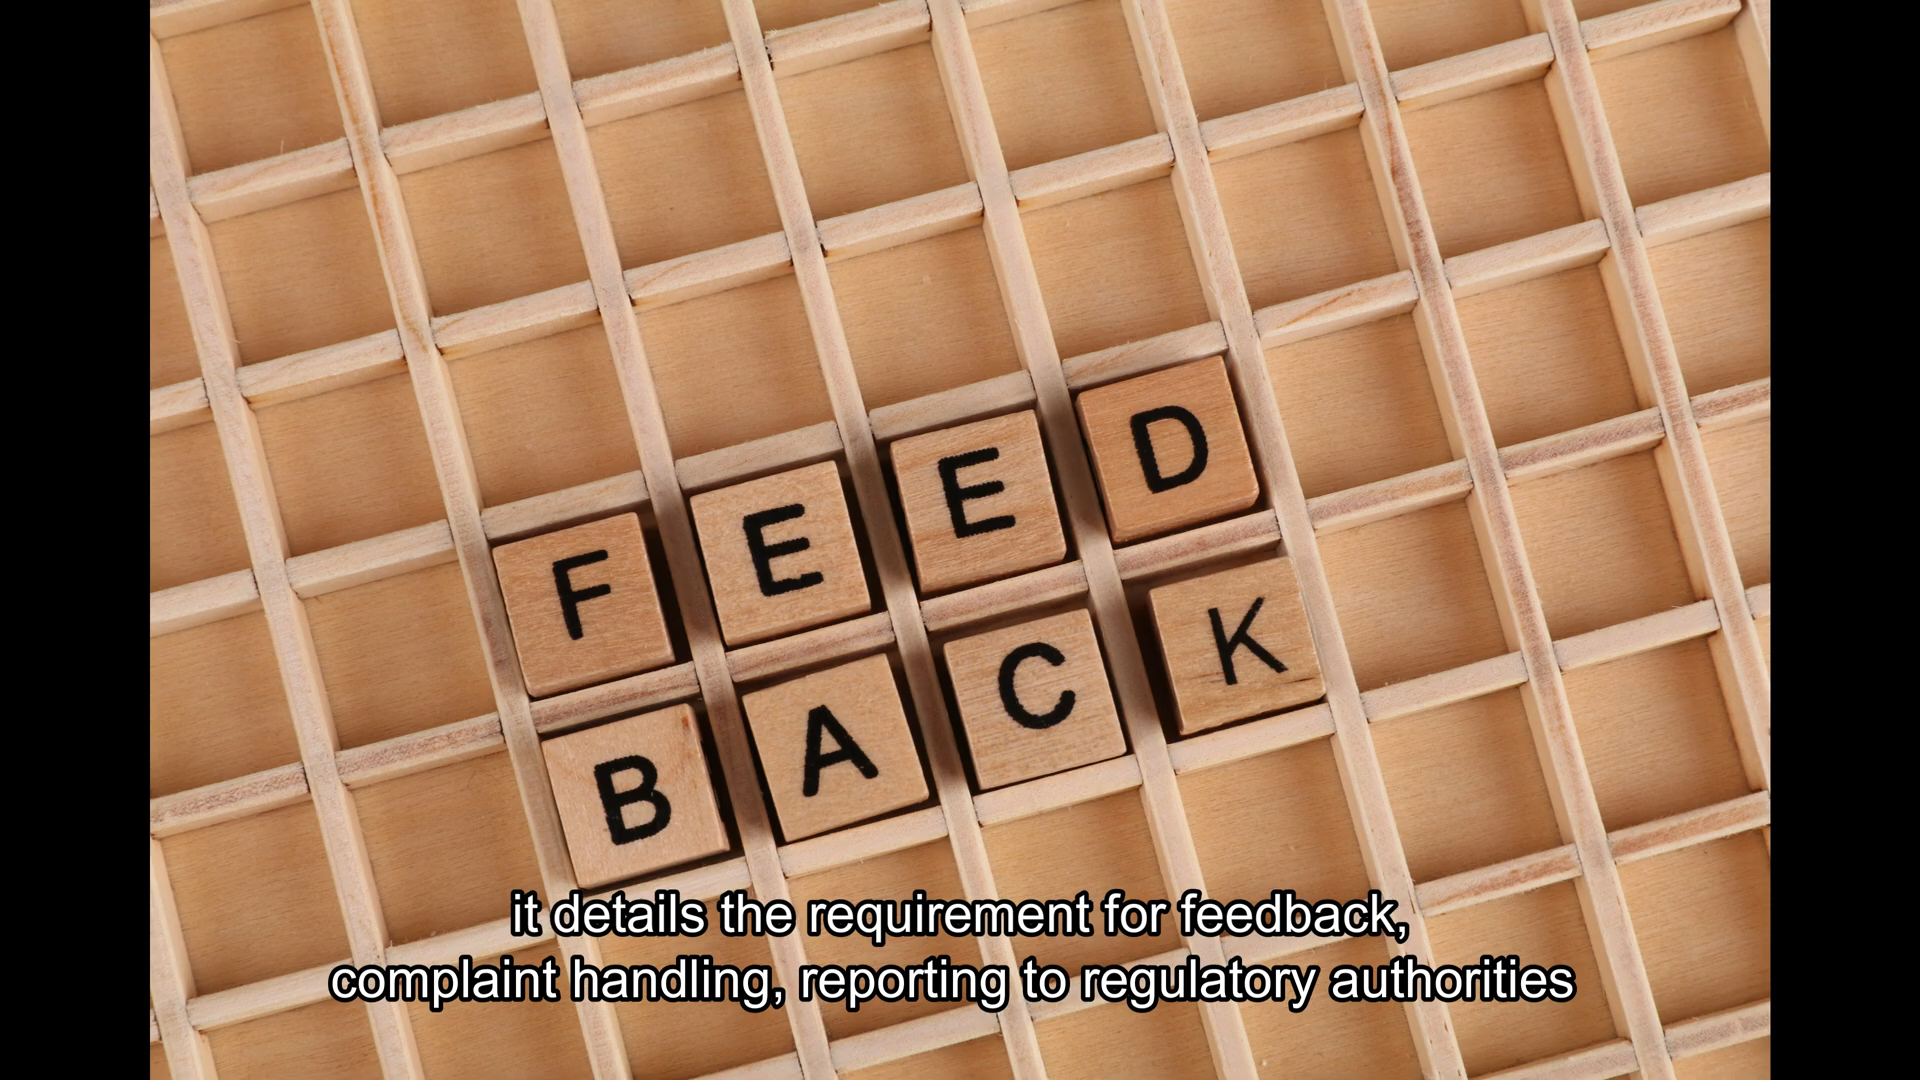 FEED
BACK
it details the requirement for feedback,
complaint handling, reporting to regulatory authorities